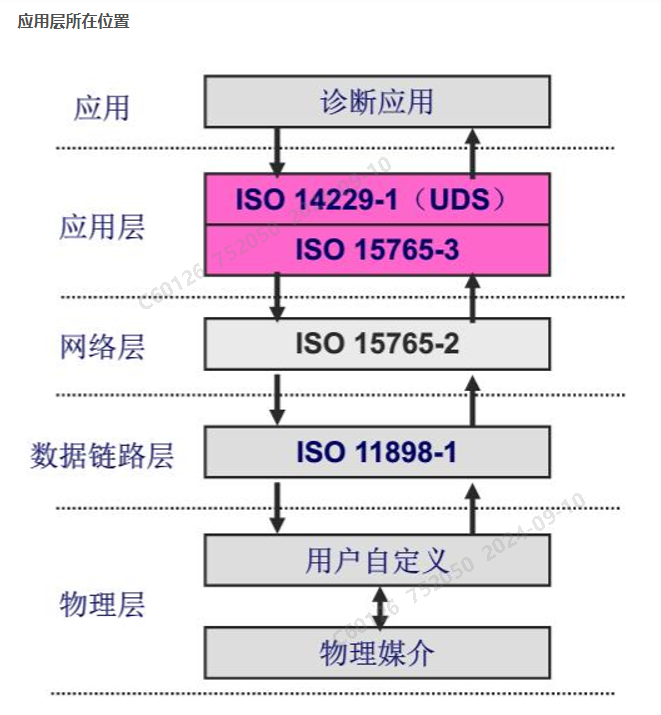 应用层所在位置
应用
诊断应用
应用层
ISO 14229-1（UDS）
ISO 15765-3
网络层
ISO 15765-2
数据链路层
ISO 11898-1
物理层
用户自定义
物理媒介
C60126 752050 2024-09-10
C60126 752050 2024-09-10